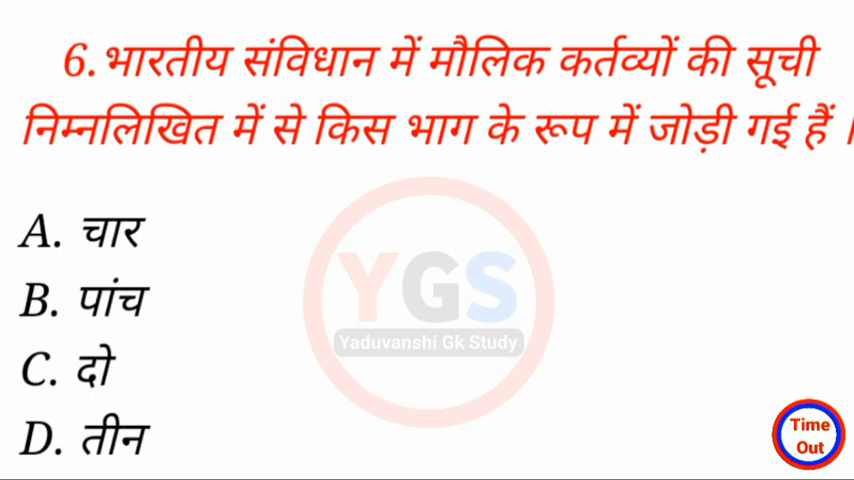 6.भारतीय संविधान में मौलिक कर्तव्यों की सूची
निम्नलिखित में से किस भाग के रूप में जोड़ी गई हैं ।
A. चार
B. पांच
C. दो
D. तीन
YGS
Yaduvanshi Gk Study
Time
Out